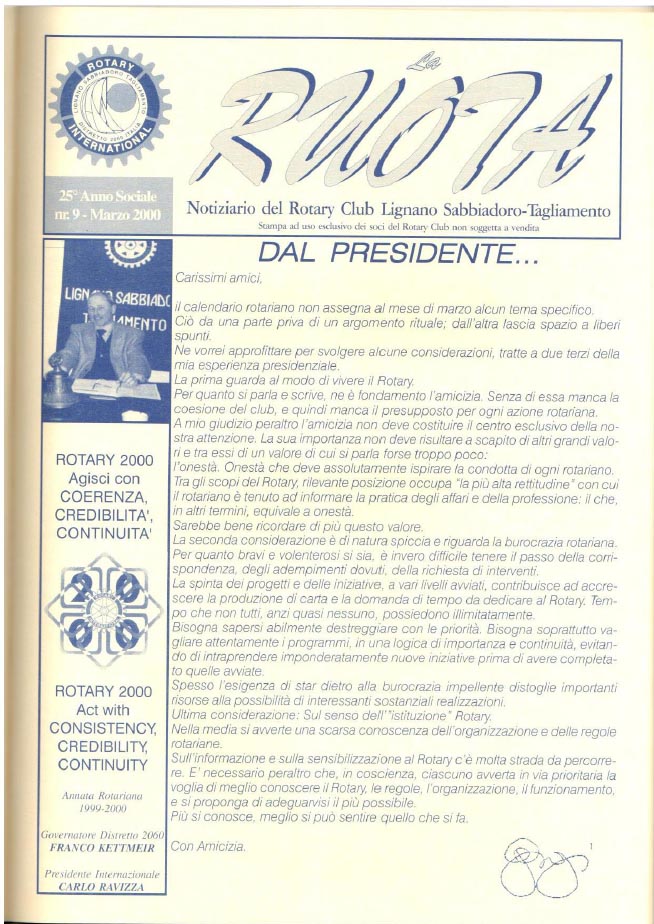 ROTARY
LIGNANO SABBIADORO TAGLIAMENTO
DISTRETTO 2060 ITALIA
INTERNATIONAL
La
RUOTA
25° Anno Sociale
nr. 9 - Marzo 2000
Notiziario del Rotary Club Lignano Sabbiadoro-Tagliamento
Stampa ad uso esclusivo dei soci del Rotary Club non soggetta a vendita
LIGNANO SABBIADO
TAGLIAMENTO
ROTARY 2000
Agisci con
COERENZA,
CREDIBILITA',
CONTINUITA'
2000
ROTARY 2000
Act with
CONSISTENCY,
CREDIBILITY,
CONTINUITY
Annata Rotariana
1999-2000
Governatore Distretto 2060
FRANCO KETTMEIR
Presidente Internazionale
CARLO RAVIZZA
DAL PRESIDENTE...
Carissimi amici,
il calendario rotariano non assegna al mese di marzo alcun tema specifico.
Ciò da una parte priva di un argomento rituale; dall'altra lascia spazio a liberi
spunti.
Ne vorrei approfittare per svolgere alcune considerazioni, tratte a due terzi della
mia esperienza presidenziale.
La prima guarda al modo di vivere il Rotary.
Per quanto si parla e scrive, ne è fondamento l'amicizia. Senza di essa manca la
coesione del club, e quindi manca il presupposto per ogni azione rotariana.
A mio giudizio peraltro l'amicizia non deve costituire il centro esclusivo della no-
stra attenzione. La sua importanza non deve risultare a scapito di altri grandi valo-
ri e tra essi di un valore di cui si parla forse troppo poco:
l'onestà. Onestà che deve assolutamente ispirare la condotta di ogni rotariano.
Tra gli scopi del Rotary, rilevante posizione occupa "la più alta rettitudine" con cui
il rotariano è tenuto ad informare la pratica degli affari e della professione: il che,
in altri termini, equivale a onestà.
Sarebbe bene ricordare di più questo valore.
La seconda considerazione è di natura spiccia e riguarda la burocrazia rotariana.
Per quanto bravi e volenterosi si sia, è invero difficile tenere il passo della corri-
spondenza, degli adempimenti dovuti, della richiesta di interventi.
La spinta dei progetti e delle iniziative, a vari livelli avviati, contribuisce ad accre-
scere la produzione di carta e la domanda di tempo da dedicare al Rotary. Tem-
po che non tutti, anzi quasi nessuno, possiedono illimitatamente.
Bisogna sapersi abilmente destreggiare con le priorità. Bisogna soprattutto va-
gliare attentamente i programmi, in una logica di importanza e continuità, evitan-
do di intraprendere imponderatamente nuove iniziative prima di avere completa-
to quelle avviate.
Spesso l'esigenza di star dietro alla burocrazia impellente distoglie importanti
risorse alla possibilità di interessanti sostanziali realizzazioni.
Ultima considerazione: Sul senso dell'"istituzione" Rotary.
Nella media si avverte una scarsa conoscenza dell'organizzazione e delle regole
rotariane.
Sull'informazione e sulla sensibilizzazione al Rotary c'è molta strada da percorre-
re. E' necessario peraltro che, in coscienza, ciascuno avverta in via prioritaria la
voglia di meglio conoscere il Rotary, le regole, l'organizzazione, il funzionamento,
e si proponga di adeguarvisi il più possibile.
Più si conosce, meglio si può sentire quello che si fa.
Con Amicizia.
1